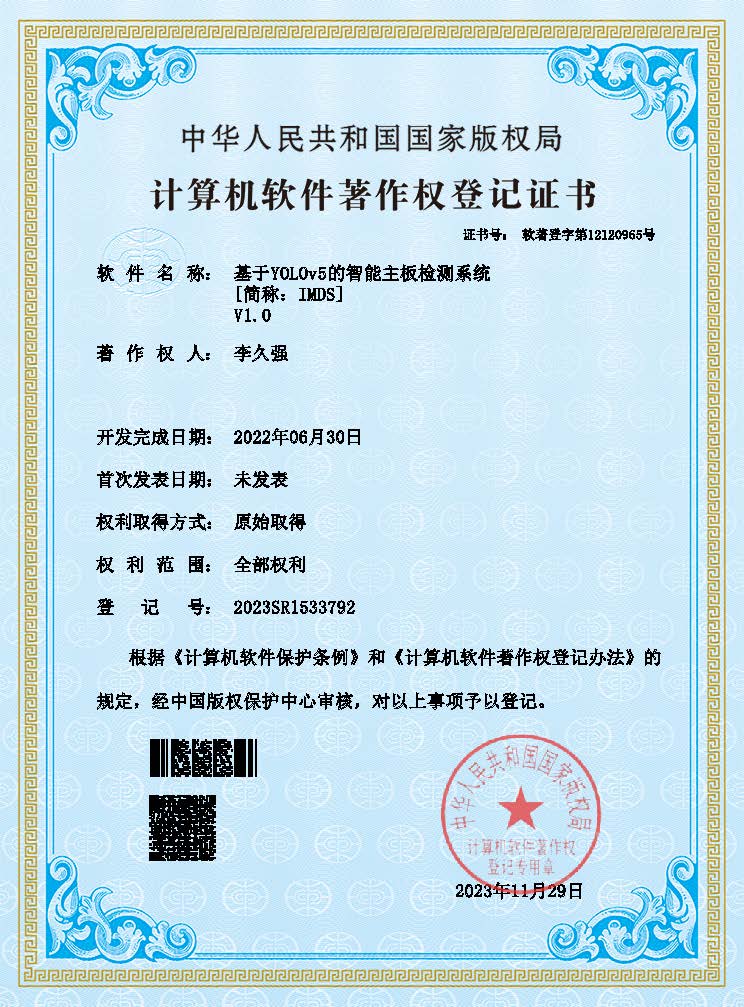 中华人民共和国国家版权局
计算机软件著作权登记证书
证书号： 软著登字第12120965号
软件名称： 基于YOLOv5的智能主板检测系统
[简称：IMDS]
V1.0
著作权人： 李久强
开发完成日期： 2022年06月30日
首次发表日期： 未发表
权利取得方式： 原始取得
权利范围： 全部权利
登记号： 2023SR1533792
根据《计算机软件保护条例》和《计算机软件著作权登记办法》的
规定，经中国版权保护中心审核，对以上事项予以登记。
中华人民共和国国家版权局
计算机软件著作权
登记专用章
2023年11月29日